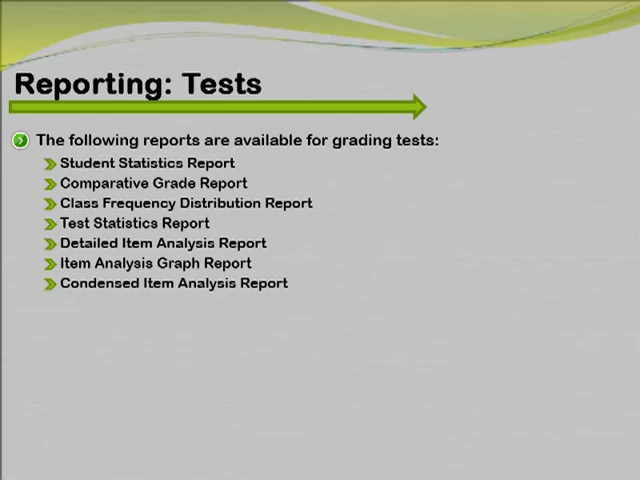 Reporting: Tests
The following reports are available for grading tests:
Student Statistics Report
Comparative Grade Report
Class Frequency Distribution Report
Test Statistics Report
Detailed Item Analysis Report
Item Analysis Graph Report
Condensed Item Analysis Report